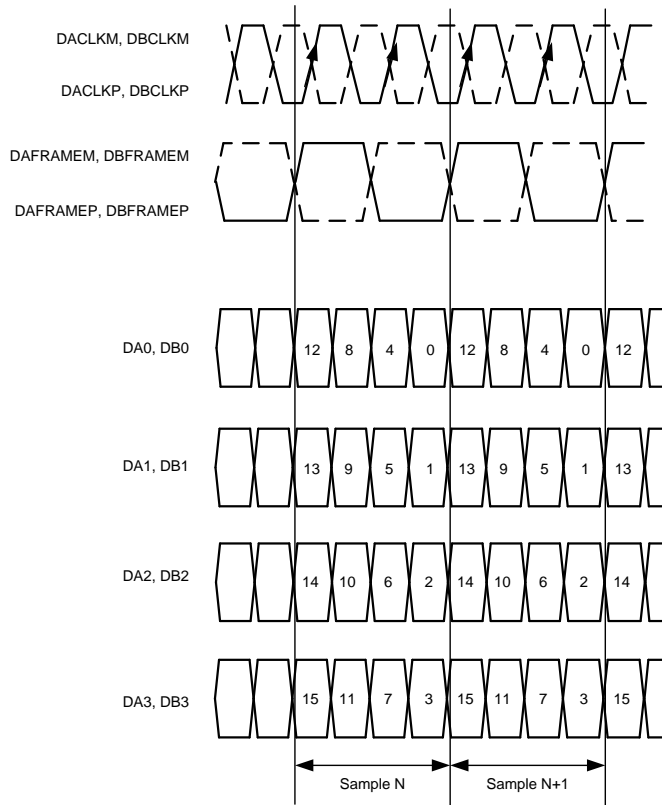 DACLKM, DBCLKM
DACLKP, DBCLKP
DAFRAMEM, DBFRAMEM
DAFRAMEP, DBFRAMEP
DA0, DB0 12 8 4 0 12 8 4 0 12
DA1, DB1 13 9 5 1 13 9 5 1 13
DA2, DB2 14 10 6 2 14 10 6 2 14
DA3, DB3 15 11 7 3 15 11 7 3 15
Sample N Sample N+1